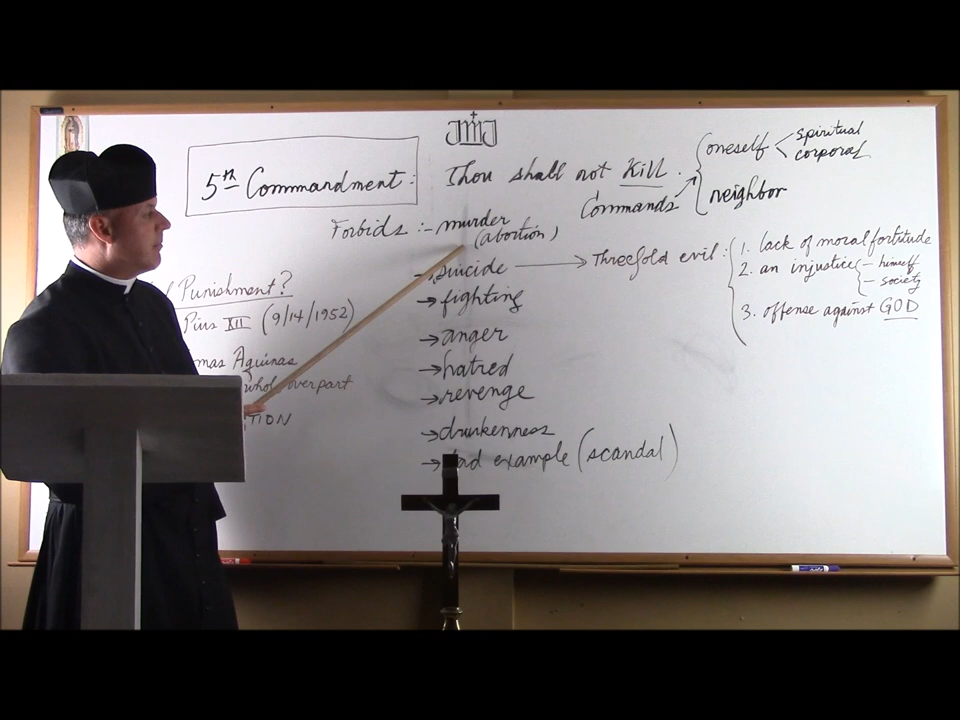 5th Commandment:
Thou shall not Kill.
Commands
oneself
spiritual
corporal
neighbor
Forbids :- murder
(abortion)
- suicide → Threefold evil:
1. lack of moral fortitude
2. an injustice
- himself
- society
3. offense against GOD
→ fighting
→ anger
→ hatred
→ revenge
→ drunkenness
→ bad example (scandal)
Punishment?
Pius XII (9/14/1952)
Aquinas
whole over part